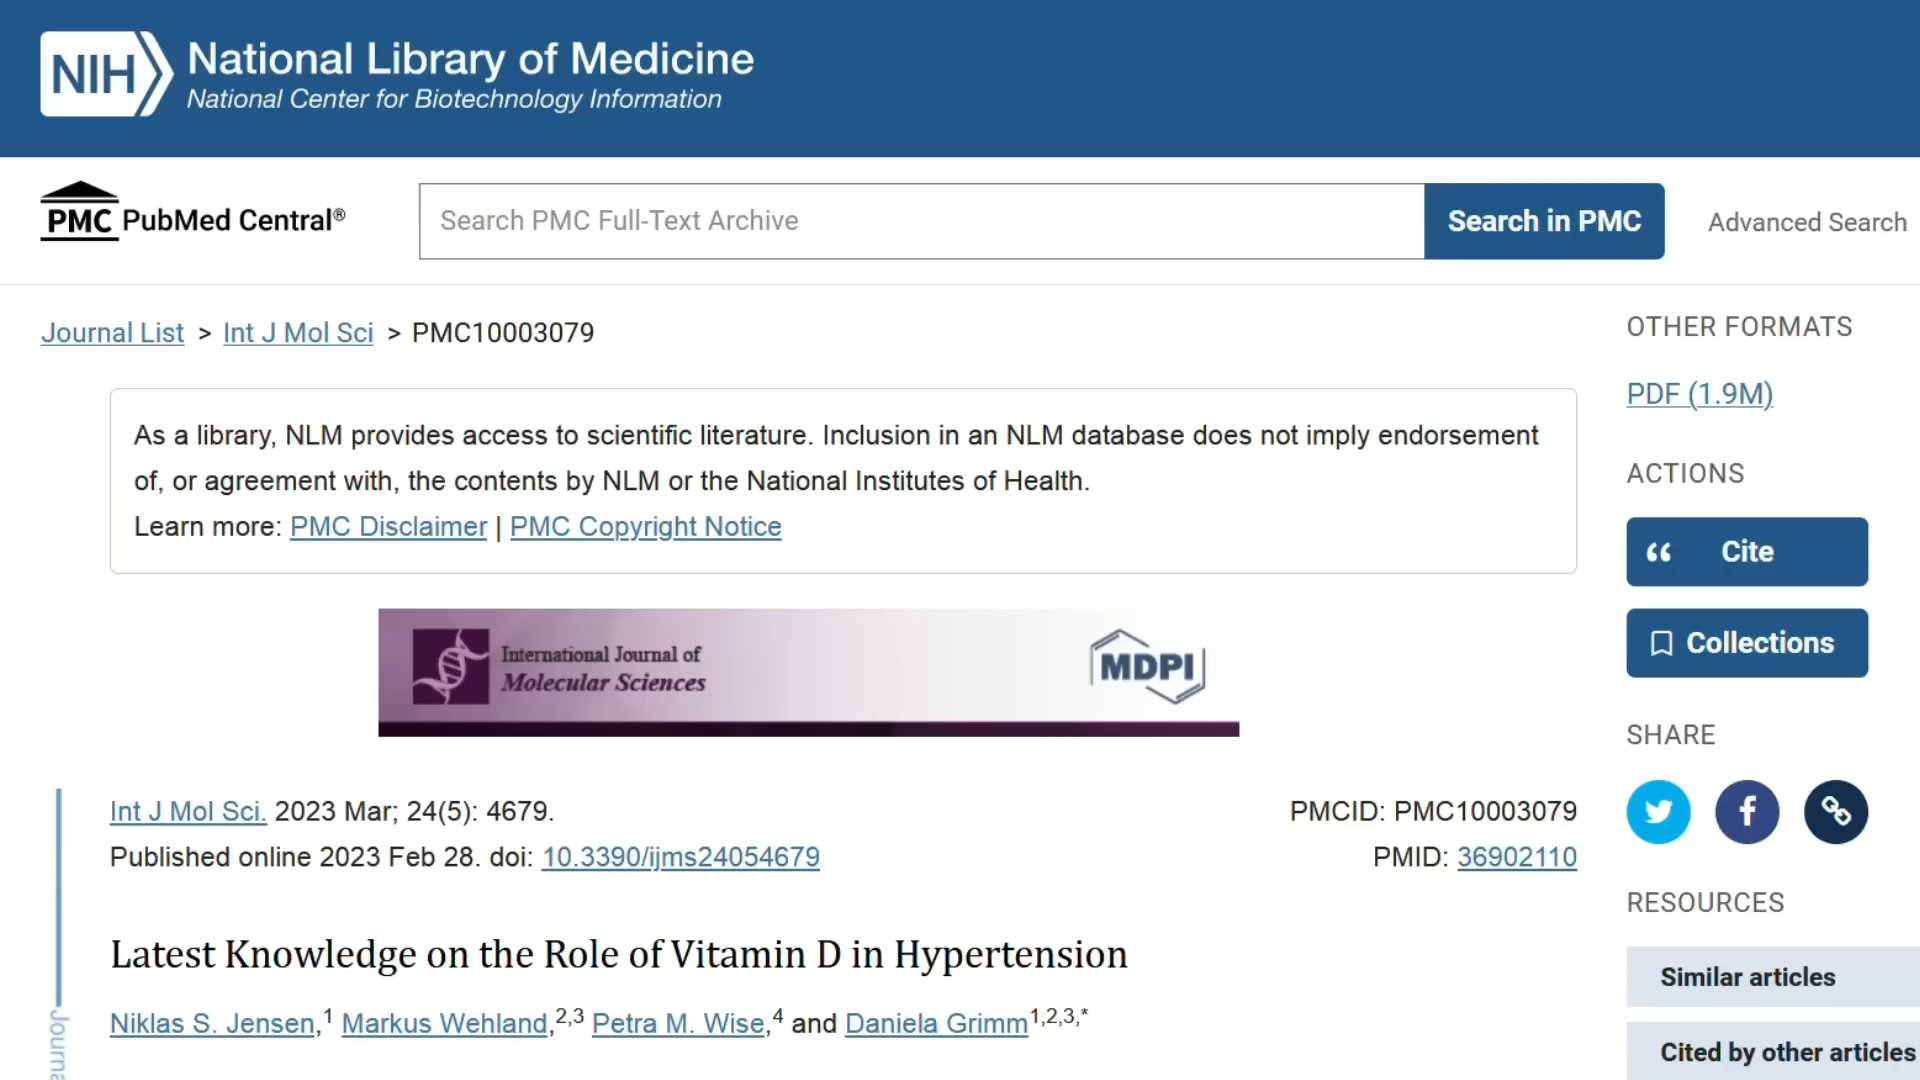 NIH National Library of Medicine
National Center for Biotechnology Information
PMC PubMed Central®
Search PMC Full-Text Archive
Search in PMC
Advanced Search
Journal List > Int J Mol Sci > PMC10003079
As a library, NLM provides access to scientific literature. Inclusion in an NLM database does not imply endorsement
of, or agreement with, the contents by NLM or the National Institutes of Health.
Learn more: PMC Disclaimer | PMC Copyright Notice
International Journal of
Molecular Sciences
MDPI
Int J Mol Sci. 2023 Mar; 24(5): 4679.
Published online 2023 Feb 28. doi: 10.3390/ijms24054679
PMCID: PMC10003079
PMID: 36902110
Latest Knowledge on the Role of Vitamin D in Hypertension
Niklas S. Jensen,1 Markus Wehland,2,3 Petra M. Wise,4 and Daniela Grimm1,2,3,*
Journa
OTHER FORMATS
PDF (1.9M)
ACTIONS
Cite
Collections
SHARE
RESOURCES
Similar articles
Cited by other articles